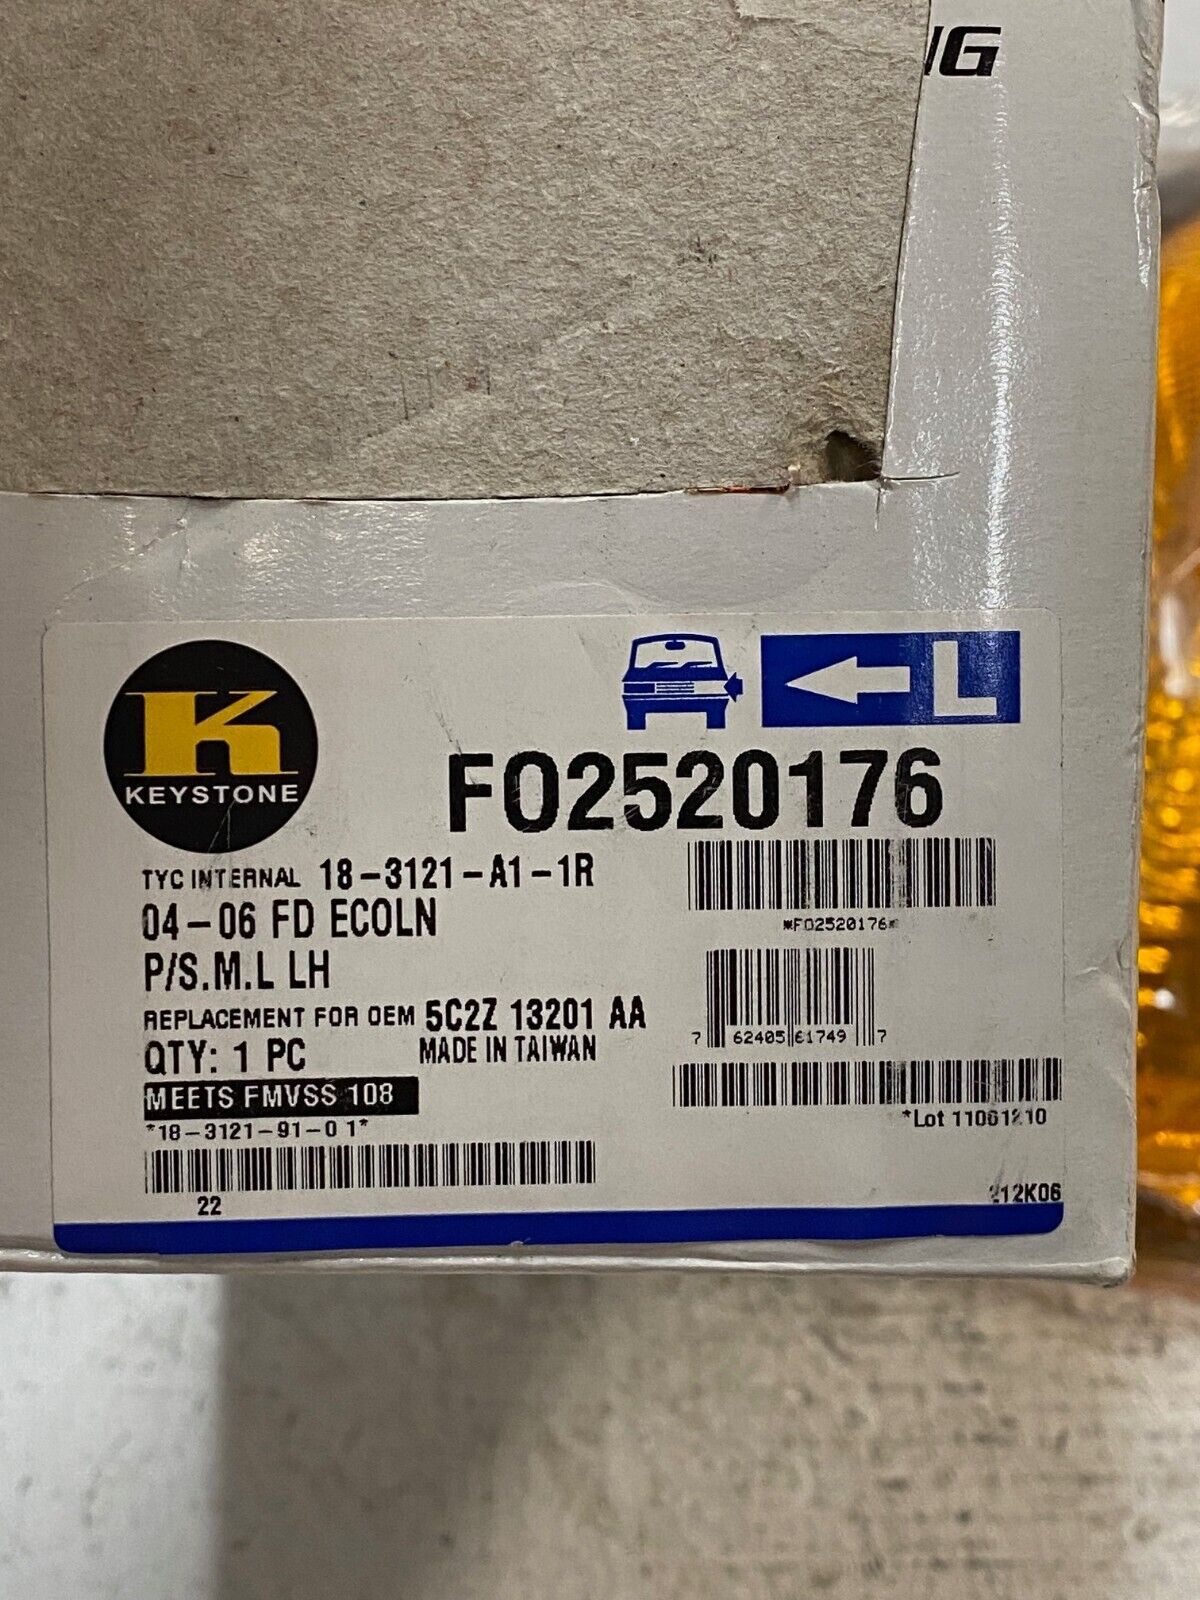 L
K
KEYSTONE
FO2520176
TYC INTERNAL 18-3121-A1-1R
*FO2520176*
04-06 FD ECOLN
P/S.M.L LH
REPLACEMENT FOR OEM 5C2Z 13201 AA
7 62405 61749 7
QTY: 1 PC MADE IN TAIWAN
MEETS FMVSS 108
*18-3121-91-0 1*
*Lot 11061210
22
212K06